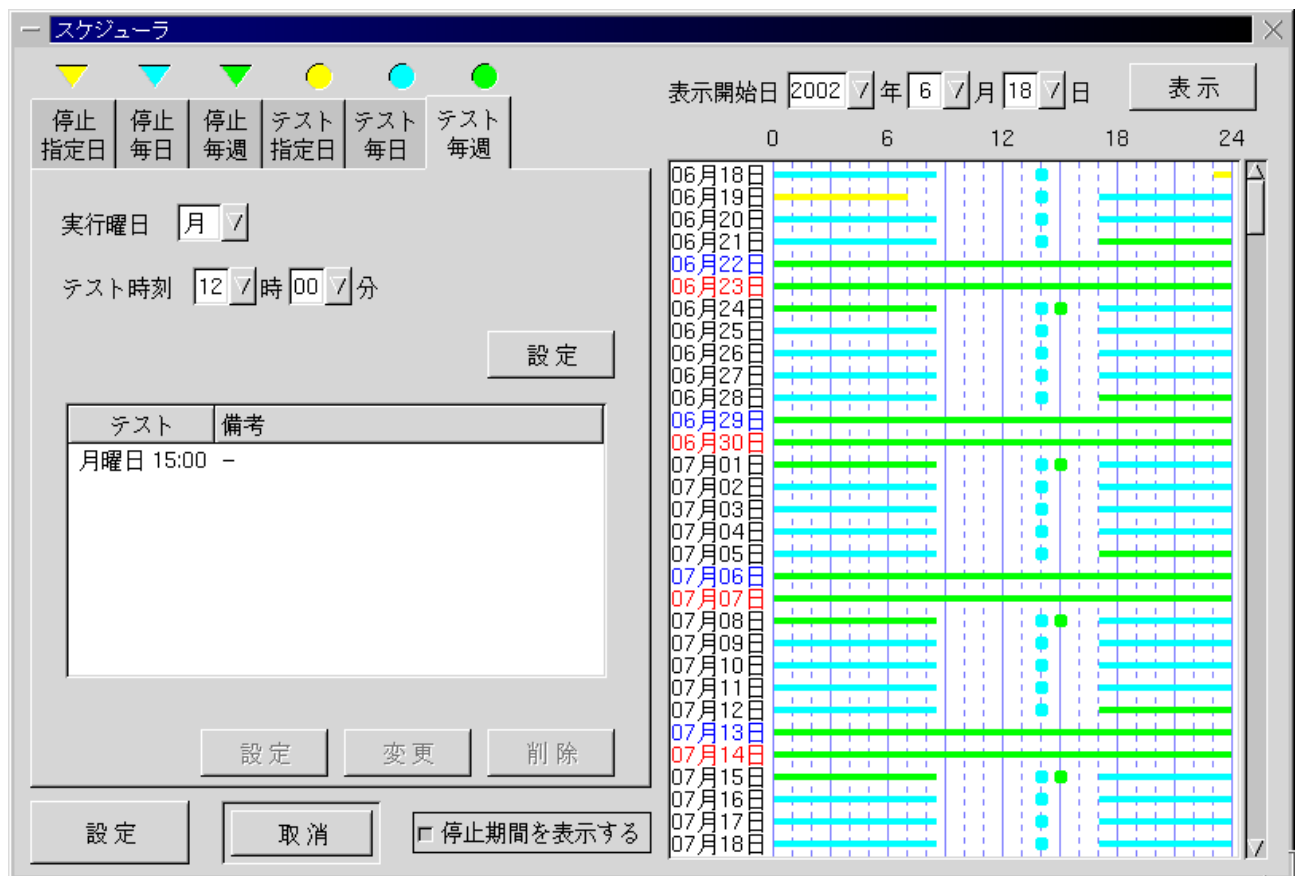 スケジューラ
停止 指定日
停止 毎日
停止 毎週
テスト 指定日
テスト 毎日
テスト 毎週
実行曜日 月
テスト時刻 12 時 00 分
設定
テスト 備考
月曜日 15:00 −
設定 変更 削除
設定 取消 停止期間を表示する
表示開始日 2002 年 6 月 18 日 表示
0 6 12 18 24
06月18日
06月19日
06月20日
06月21日
06月22日
06月23日
06月24日
06月25日
06月26日
06月27日
06月28日
06月29日
06月30日
07月01日
07月02日
07月03日
07月04日
07月05日
07月06日
07月07日
07月08日
07月09日
07月10日
07月11日
07月12日
07月13日
07月14日
07月15日
07月16日
07月17日
07月18日